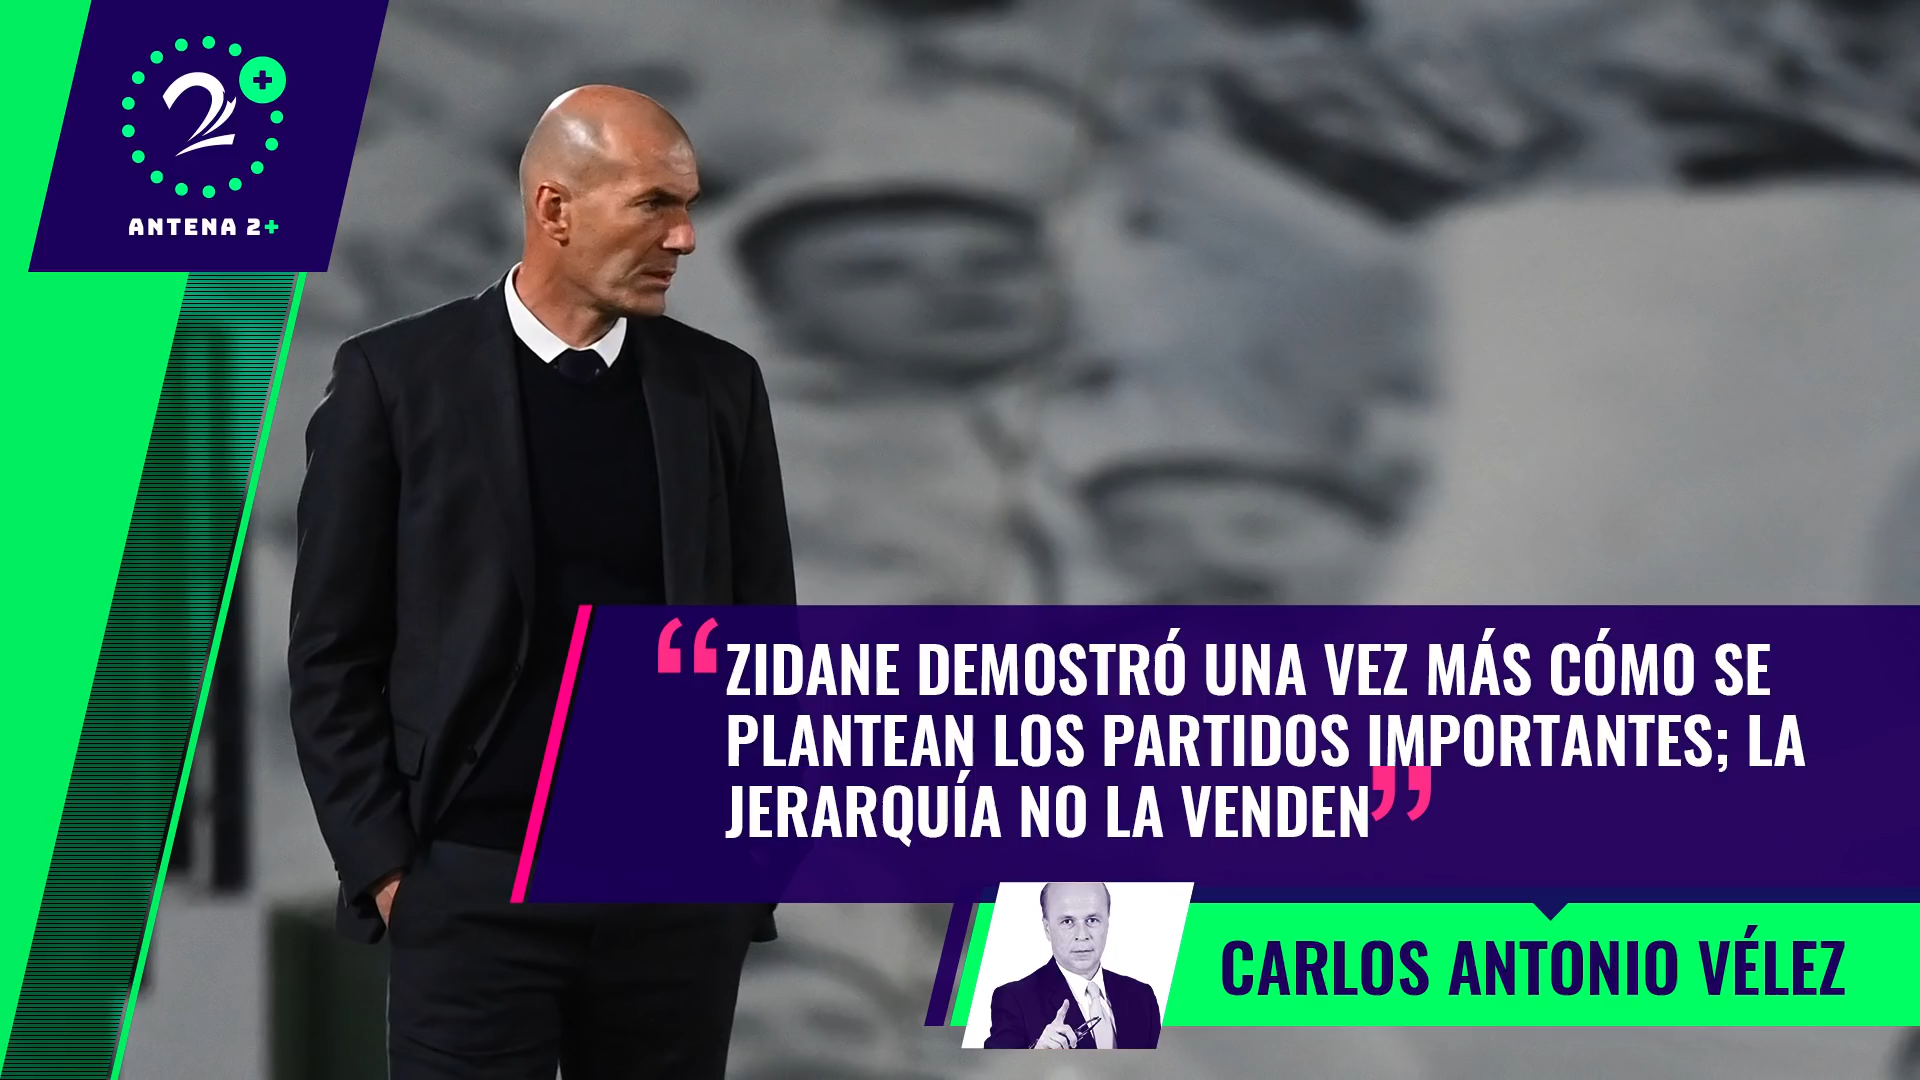 2+
ANTENA 2+
“ZIDANE DEMOSTRÓ UNA VEZ MÁS CÓMO SE
PLANTEAN LOS PARTIDOS IMPORTANTES; LA
JERARQUÍA NO LA VENDEN”
CARLOS ANTONIO VÉLEZ